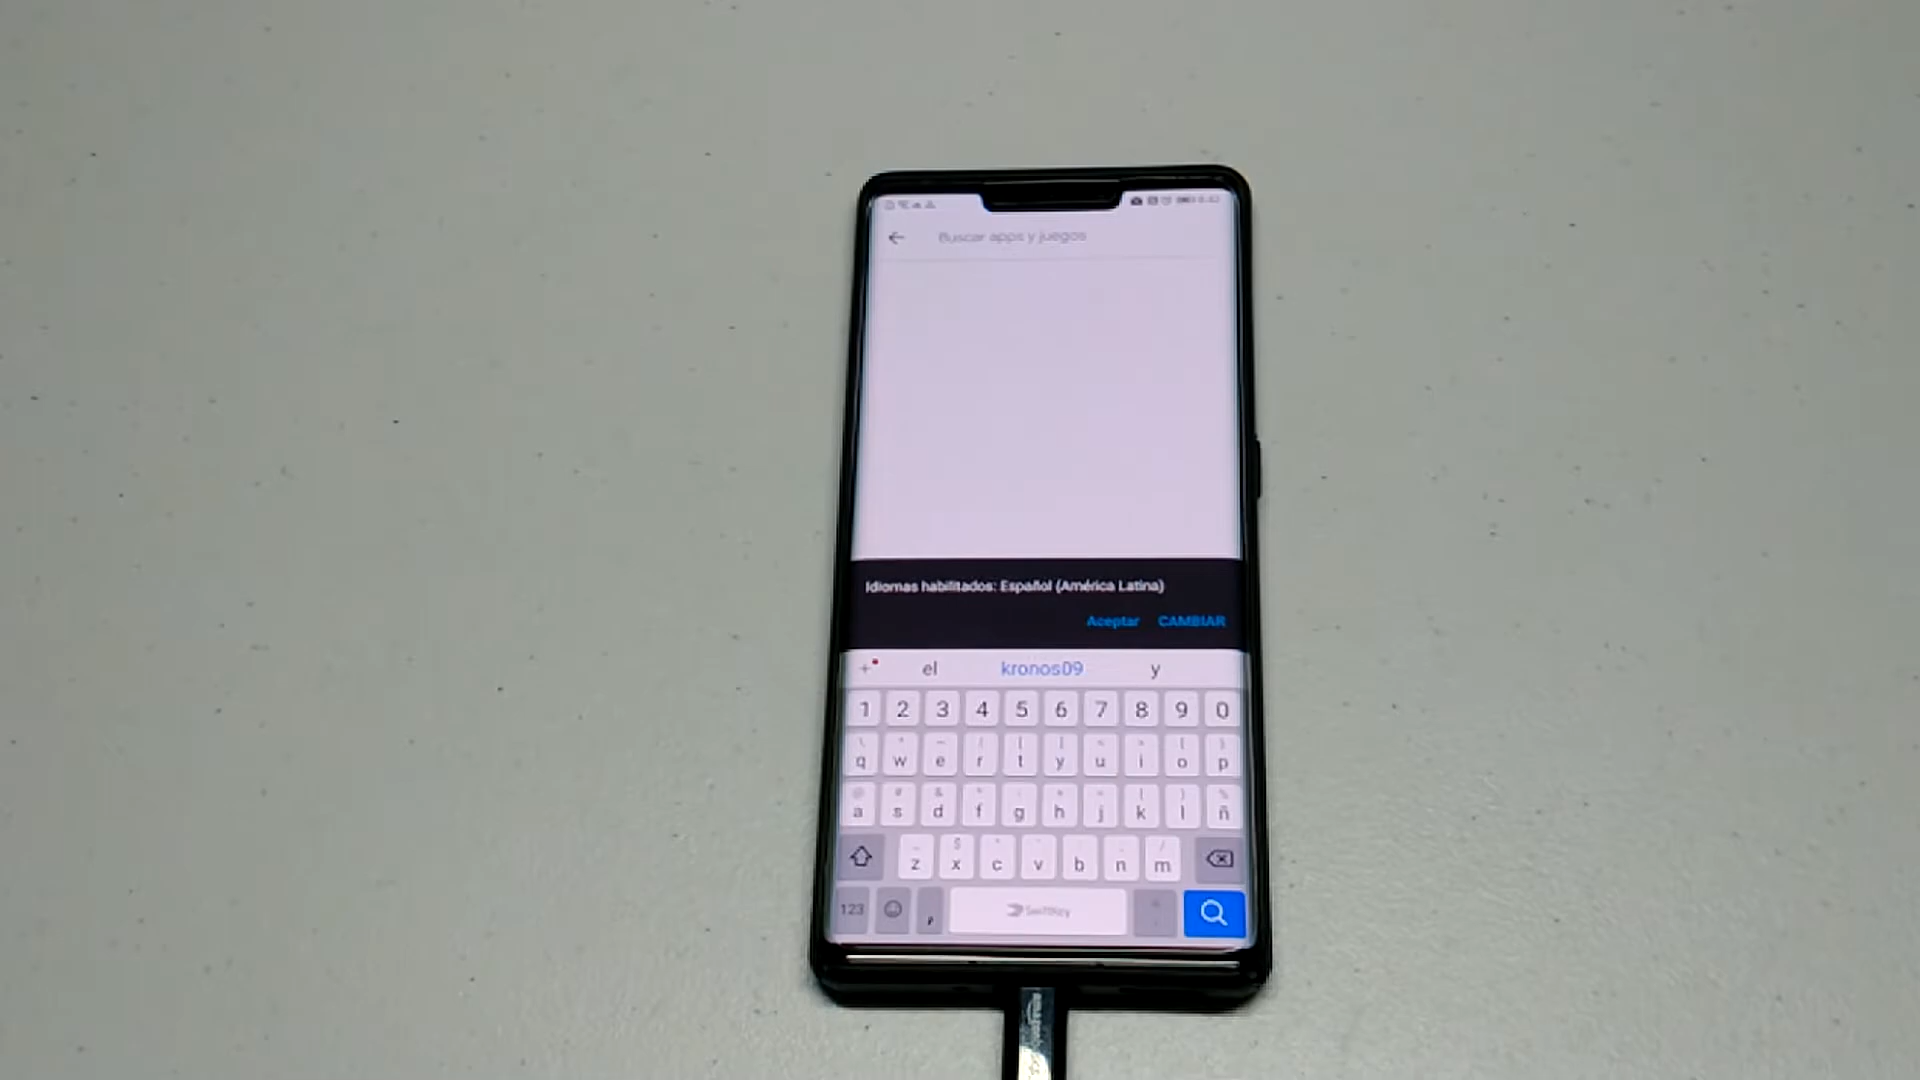 Buscar apps y juegos
Idiomas habilitados: Español (América Latina)
Aceptar CAMBIAR
el kronos09 y
1 2 3 4 5 6 7 8 9 0
q w e r t y u i o p
a s d f g h j k l ñ
z x c v b n m
123 , SwiftKey